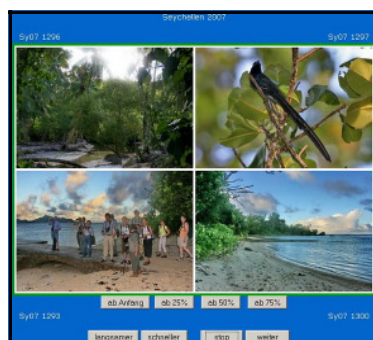 Seychellen 2007
Sy07 1296 Sy07 1297
ab Anfang ab 25% ab 50% ab 75%
Sy07 1293 Sy07 1300
langsamer schneller stop weiter